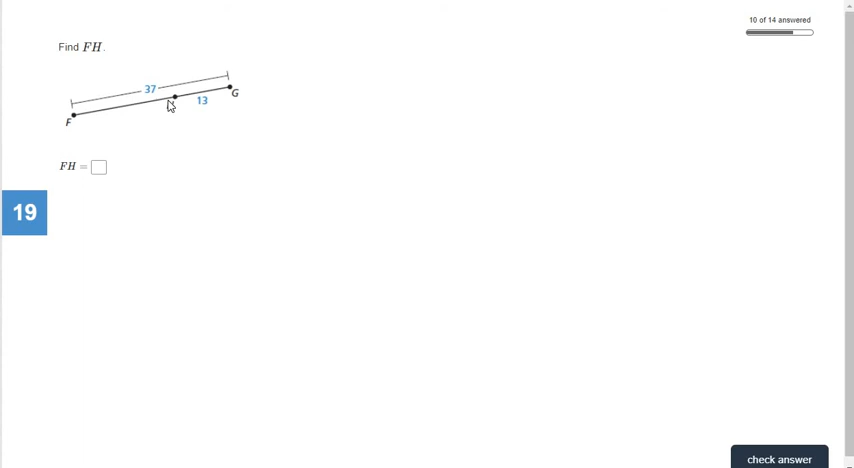 10 of 14 answered
Find FH.
37
13
G
F
FH =
19
check answer